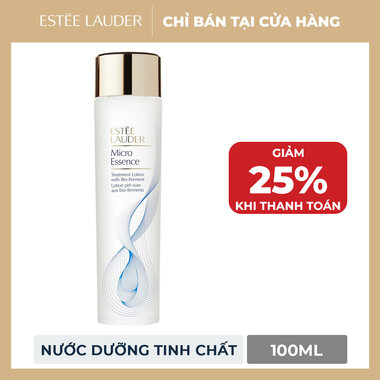 ESTĒE LAUDER
CHỈ BÁN TẠI CỬA HÀNG
ESTĒE
LAUDER
Micro
Essence
Treatment Lotion
with Bio-Ferment
Lotion pré-soin
aux bio-ferments
GIẢM
25%
KHI THANH TOÁN
NƯỚC DƯỠNG TINH CHẤT
100ML